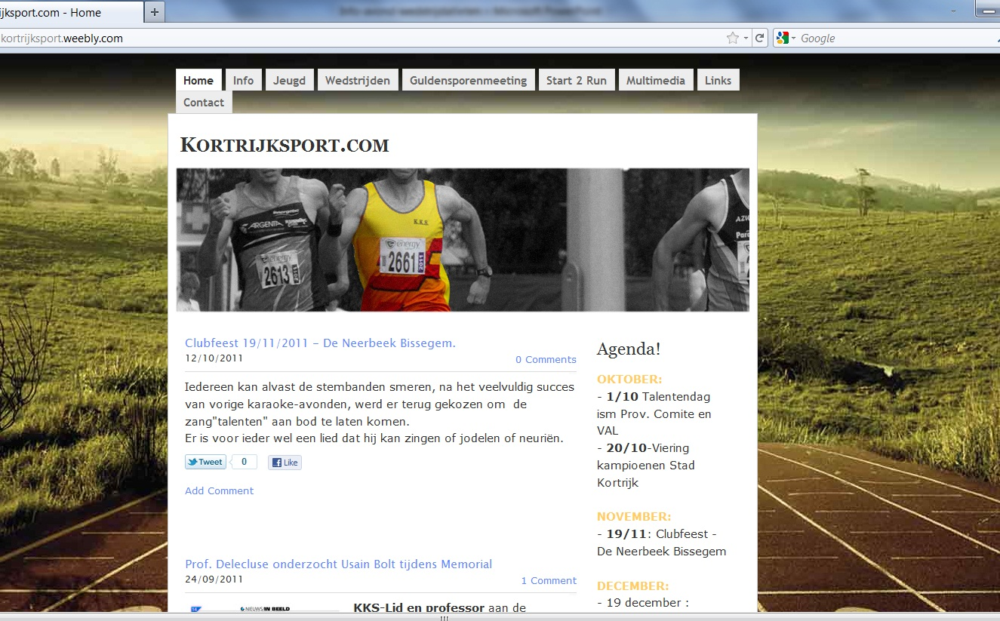 ijksport.com - Home
kortrijksport.weebly.com
Google
Home Info Jeugd Wedstrijden Guldensporenmeeting Start 2 Run Multimedia Links
Contact
KORTRIJKSPORT.COM
ARGENTA
energy
2613
KKS
energy
2661
2011
Clubfeest 19/11/2011 – De Neerbeek Bissegem.
12/10/2011
0 Comments
Iedereen kan alvast de stembanden smeren, na het veelvuldig succes
van vorige karaoke-avonden, werd er terug gekozen om de
zang"talenten" aan bod te laten komen.
Er is voor ieder wel een lied dat hij kan zingen of jodelen of neuriën.
Tweet 0 Like
Add Comment
Prof. Delecluse onderzocht Usain Bolt tijdens Memorial
24/09/2011
1 Comment
NIEUWS/IN BEELD
KKS-Lid en professor aan de
Agenda!
OKTOBER:
- 1/10 Talentendag
ism Prov. Comite en
VAL
- 20/10-Viering
kampioenen Stad
Kortrijk
NOVEMBER:
- 19/11: Clubfeest -
De Neerbeek Bissegem
DECEMBER:
- 19 december :